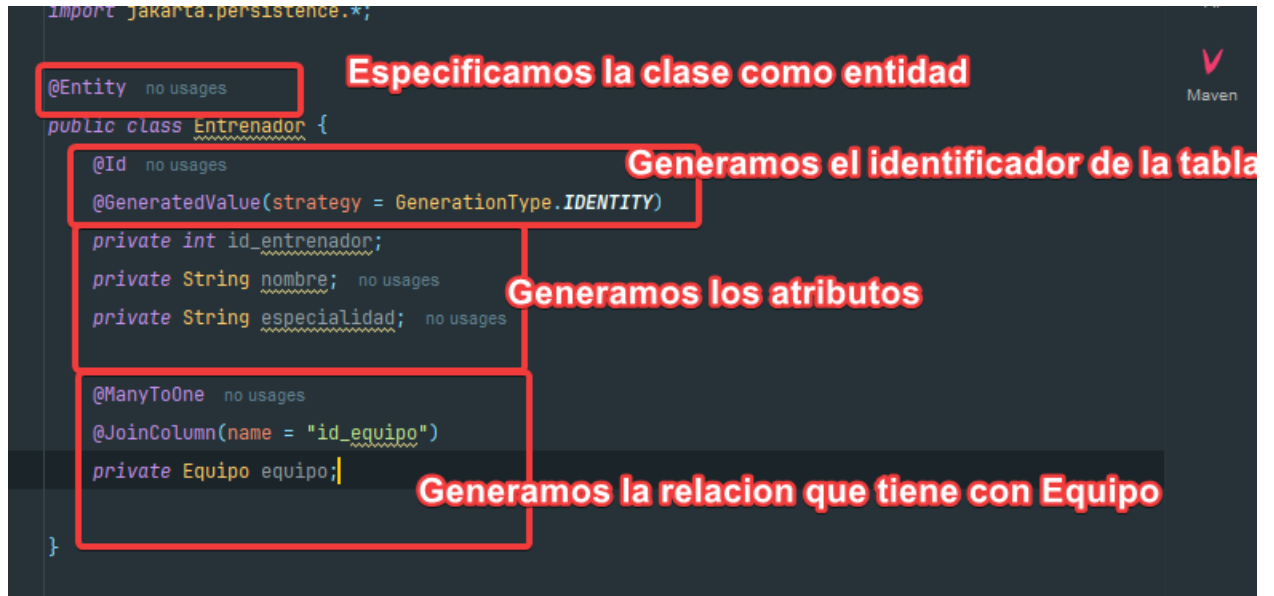 import jakarta.persistence.*;
Especificamos la clase como entidad
@Entity no usages
Maven
public class Entrenador {
@Id no usages
Generamos el identificador de la tabla
@GeneratedValue(strategy = GenerationType.IDENTITY)
private int id_entrenador;
private String nombre; no usages
Generamos los atributos
private String especialidad; no usages
@ManyToOne no usages
@JoinColumn(name = "id_equipo")
private Equipo equipo;
Generamos la relacion que tiene con Equipo
}